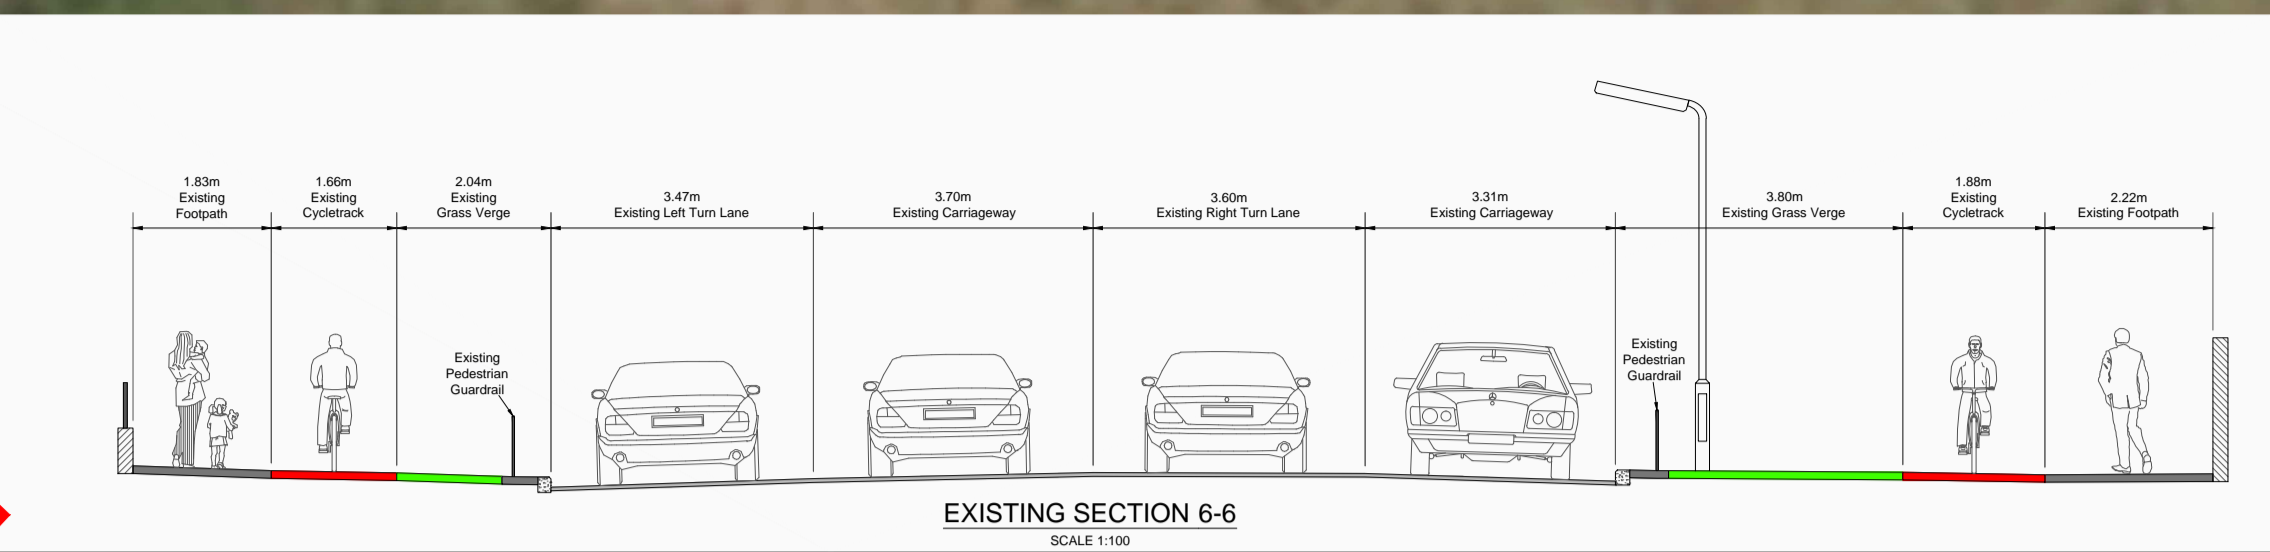 1.83m
Existing
Footpath
1.66m
Existing
Cycletrack
2.04m
Existing
Grass Verge
3.47m
Existing Left Turn Lane
3.70m
Existing Carriageway
3.60m
Existing Right Turn Lane
3.31m
Existing Carriageway
3.80m
Existing Grass Verge
1.88m
Existing
Cycletrack
2.22m
Existing Footpath
Existing
Pedestrian
Guardrail
Existing
Pedestrian
Guardrail
EXISTING SECTION 6-6
SCALE 1:100